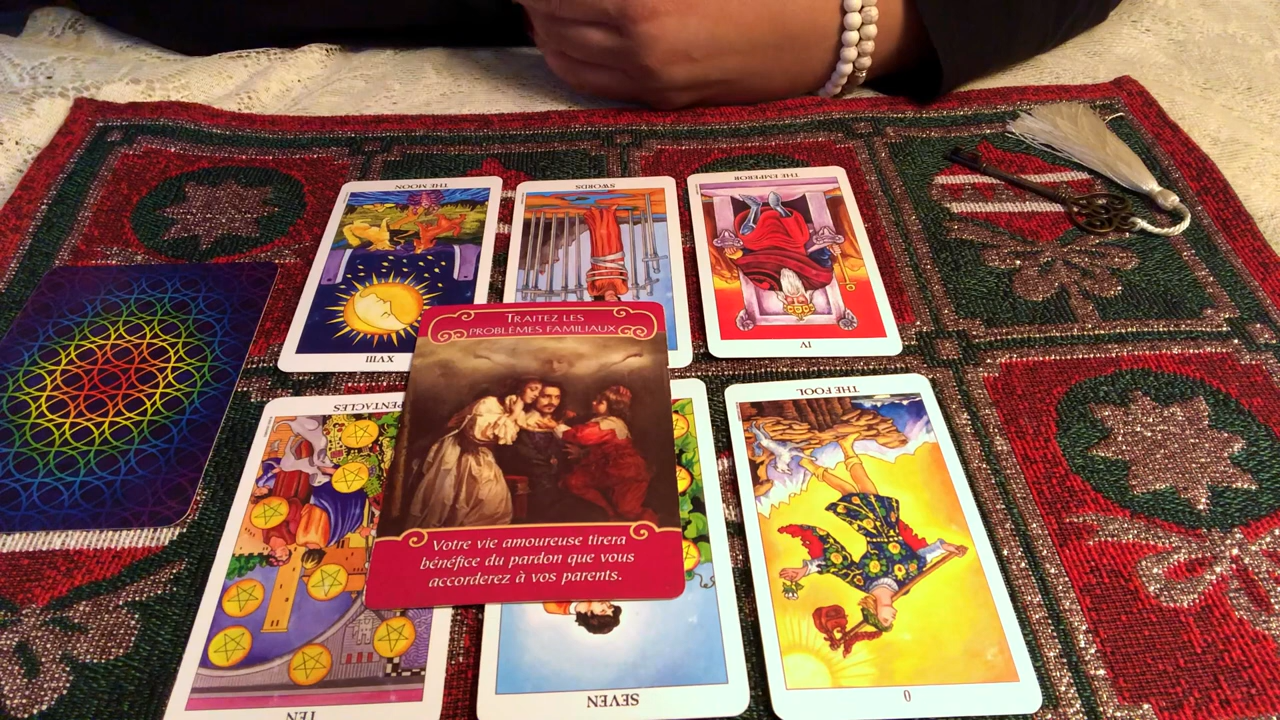 THE MOON
SWORDS
THE EMPEROR
XVIII
IV
TRAITEZ LES
PROBLÈMES FAMILIAUX
Votre vie amoureuse tirera
bénéfice du pardon que vous
accorderez à vos parents.
PENTACLES
THE FOOL
TEN
SEVEN
0